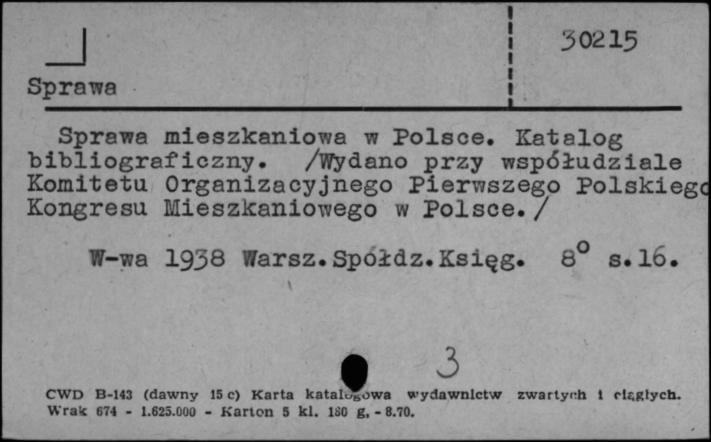 30215
Sprawa
Sprawa mieszkaniowa w Polsce. Katalog
bibliograficzny. /Wydano przy współudziale
Komitetu Organizacyjnego Pierwszego Polskiego
Kongresu Mieszkaniowego w Polsce./
W-wa 1938 Warsz.Spółdz.Księg. 8° s.16.
3
CWD B-143 (dawny 15 c) Karta katalogowa wydawnictw zwartych i ciągłych.
Wrak 674 - 1.625.000 - Karton 5 kl. 180 g, - 8.70.